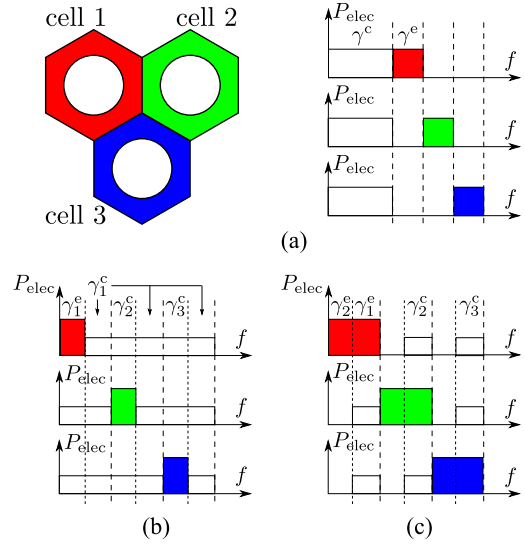 cell 1 cell 2
cell 3
P_elec
γ^c γ^e
f
P_elec
f
P_elec
f
(a)
P_elec
γ_1^e γ_1^c γ_2^c γ_3^c
f
P_elec
f
P_elec
f
(b)
P_elec
γ_2^e γ_1^e γ_2^c γ_3^c
f
P_elec
f
P_elec
f
(c)